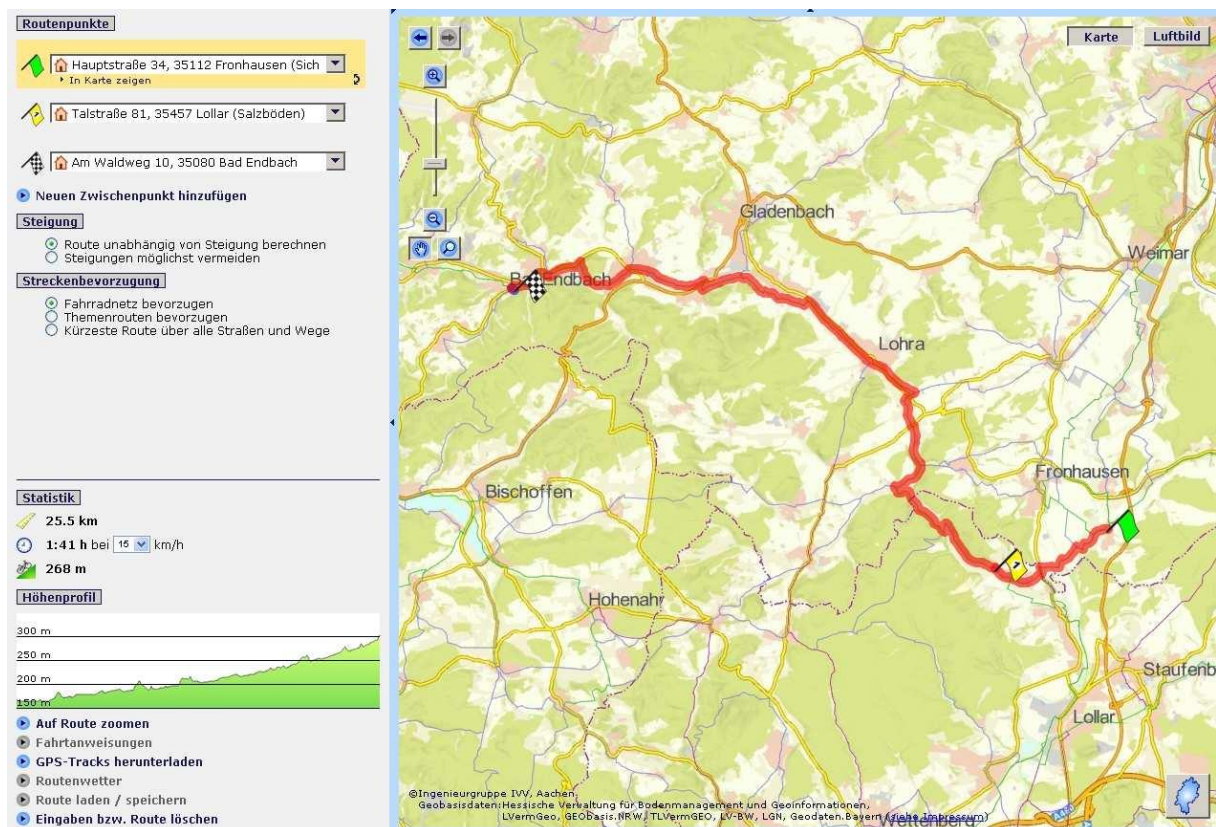 Routenpunkte
Hauptstraße 34, 35112 Fronhausen (Sich
In Karte zeigen
1
Talstraße 81, 35457 Lollar (Salzböden)
Am Waldweg 10, 35080 Bad Endbach
Neuen Zwischenpunkt hinzufügen
Steigung
Route unabhängig von Steigung berechnen
Steigungen möglichst vermeiden
Streckenbevorzugung
Fahrradnetz bevorzugen
Themenrouten bevorzugen
Kürzeste Route über alle Straßen und Wege
Statistik
25.5 km
1:41 h bei 15 km/h
268 m
Höhenprofil
300 m
250 m
200 m
150 m
Auf Route zoomen
Fahrtanweisungen
GPS-Tracks herunterladen
Routenwetter
Route laden / speichern
Eingaben bzw. Route löschen
Karte
Luftbild
Gladenbach
Weimar
Bad Endbach
Lohra
Fronhausen
Bischoffen
1
Hohenahr
Staufenb
Lollar
©Ingenieurgruppe IVV, Aachen
Geobasisdaten:Hessische Verwaltung für Bodenmanagement und Geoinformationen,
LVermGeo, GEObasis.NRW, TLVermGEO, LV-BW, LGN, Geodaten.Bayern (siehe Impressum)
Wettenberg